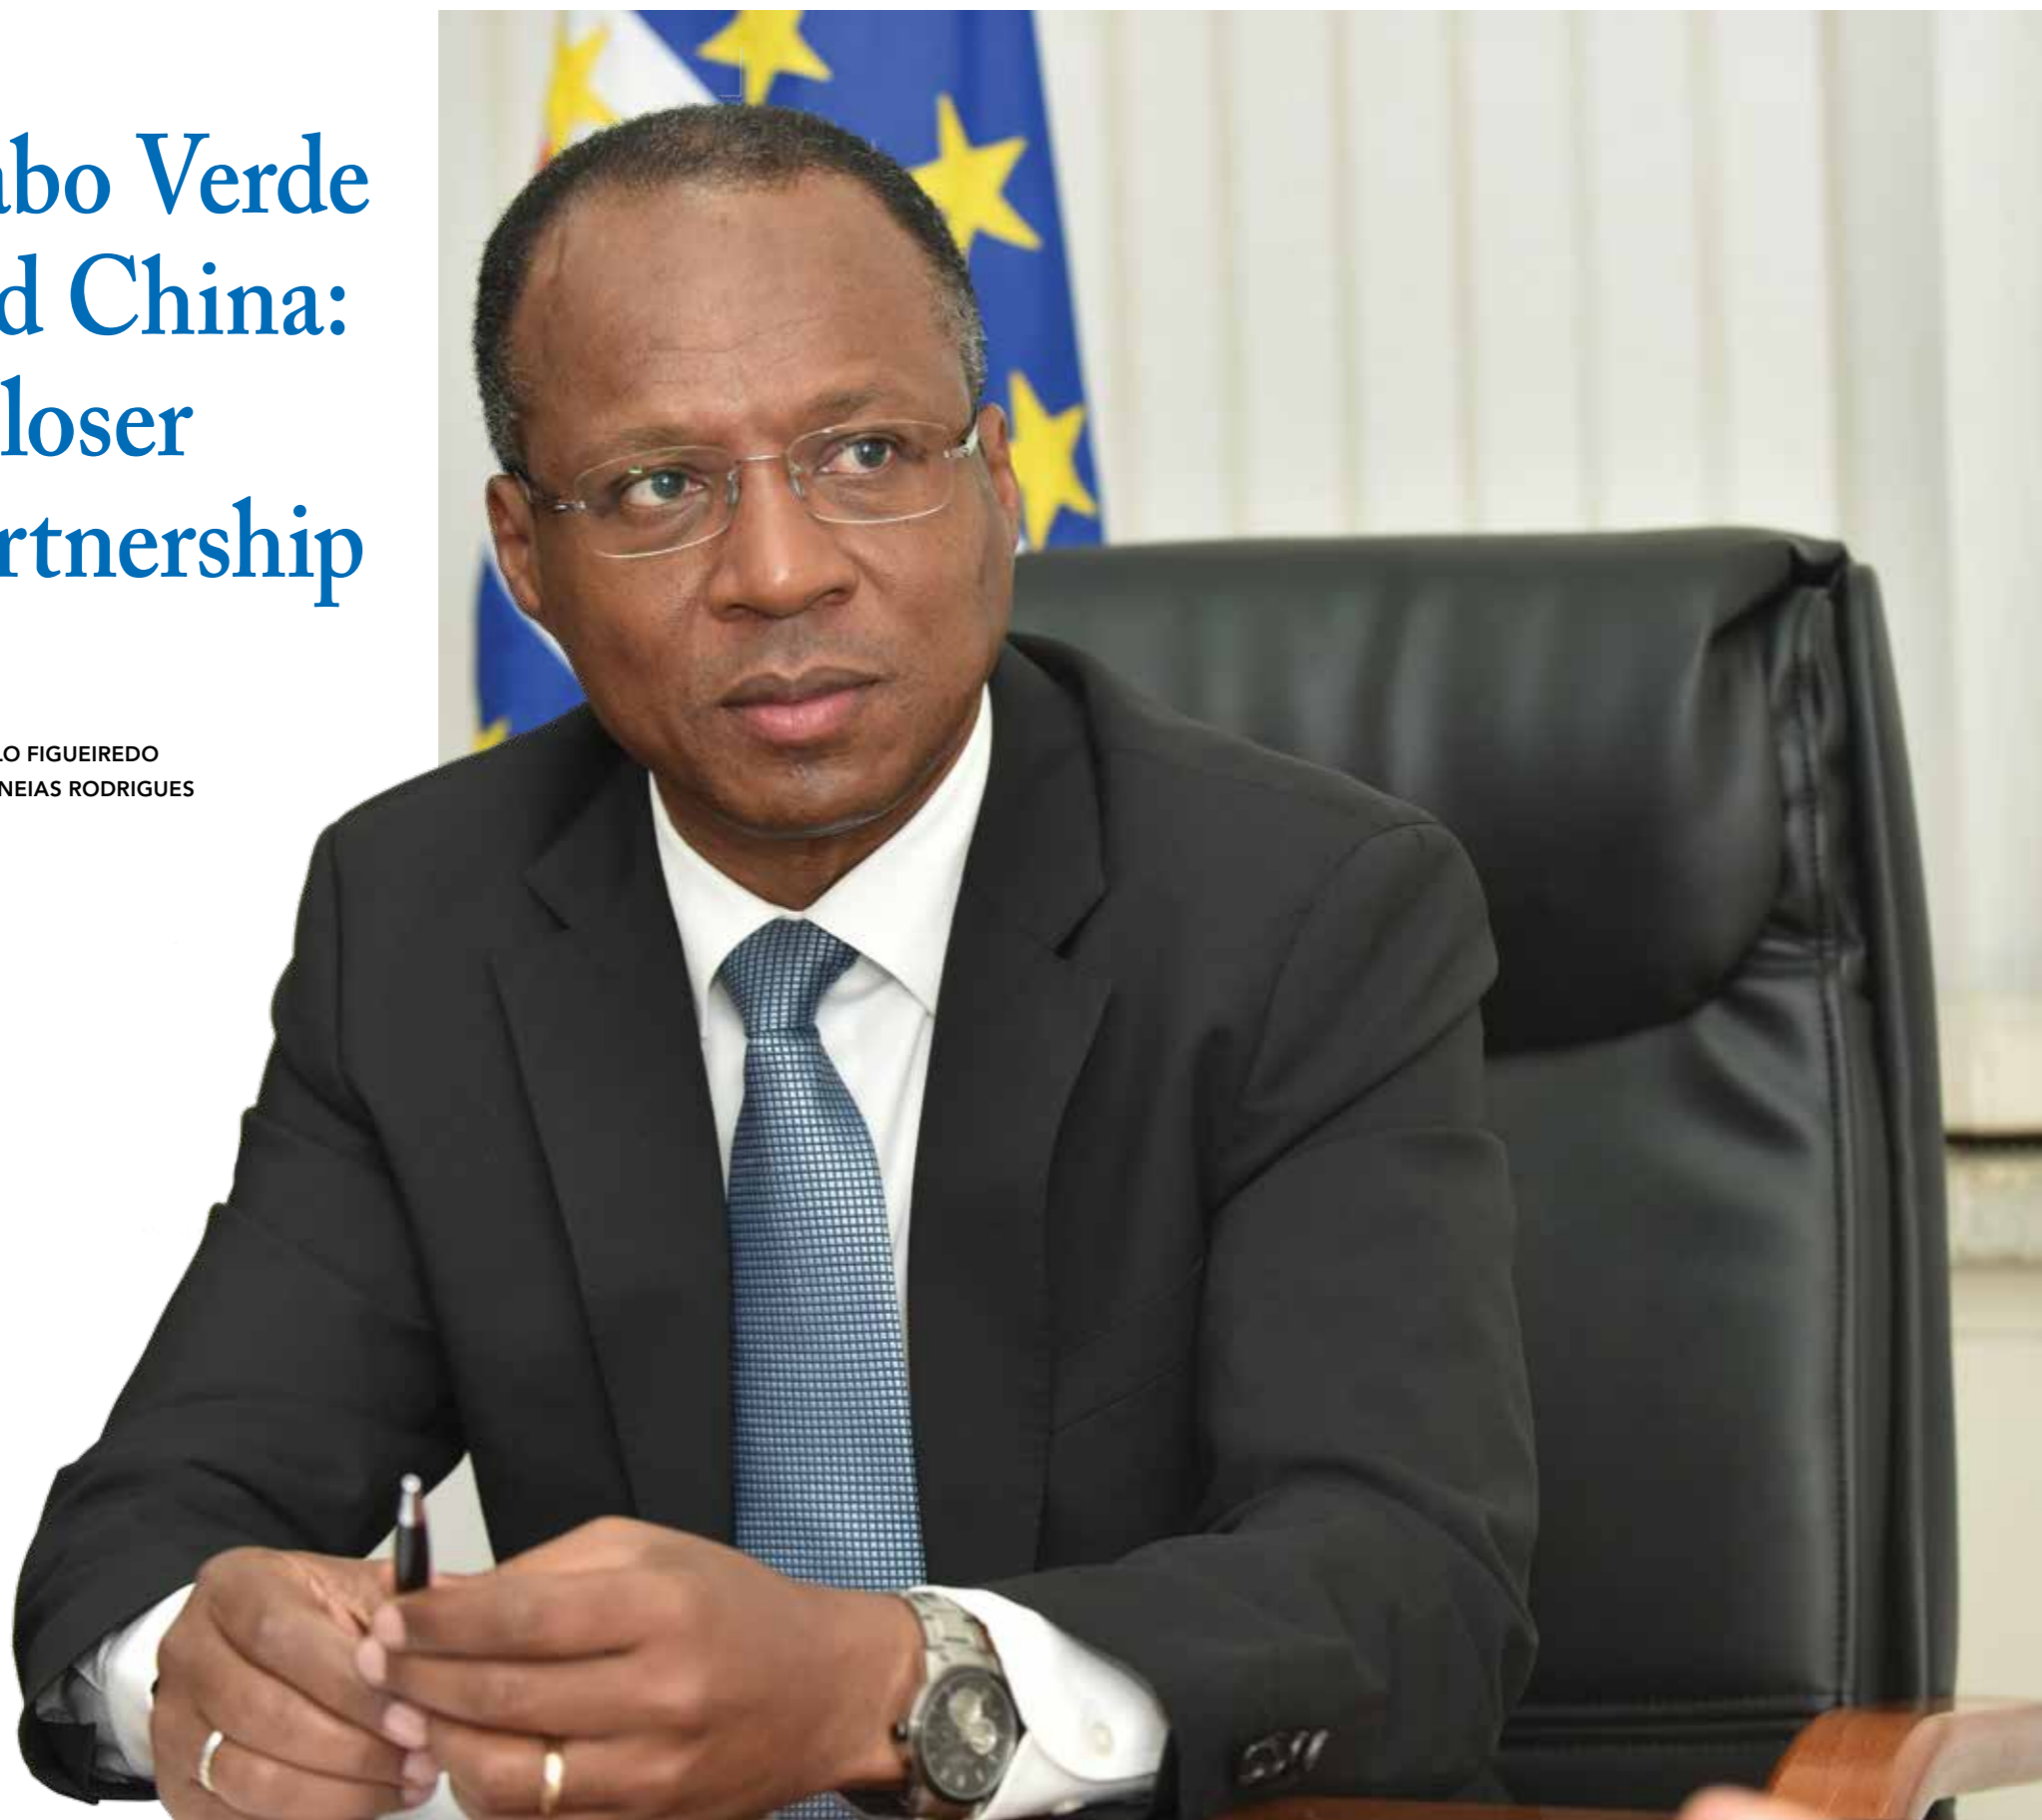 abo Verde
d China:
loser
rtnership
LO FIGUEIREDO
NEIAS RODRIGUES